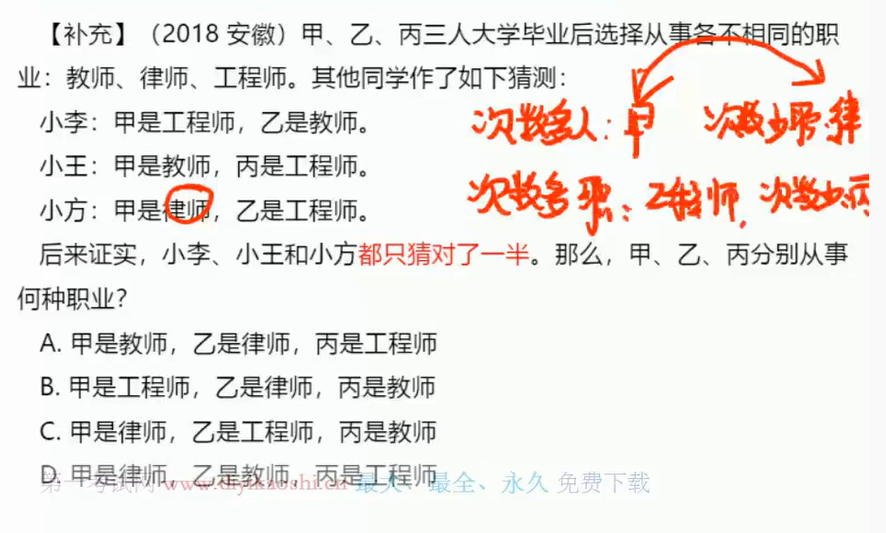 【补充】（2018 安徽）甲、乙、丙三人大学毕业后选择从事各不相同的职
业：教师、律师、工程师。其他同学作了如下猜测：
小李：甲是工程师，乙是教师。
次数多人：甲 次数少职：律
小王：甲是教师，丙是工程师。
小方：甲是律师，乙是工程师。
次数多职：工程师，次数少：丙
后来证实，小李、小王和小方都只猜对了一半。那么，甲、乙、丙分别从事
何种职业？
A. 甲是教师，乙是律师，丙是工程师
B. 甲是工程师，乙是律师，丙是教师
C. 甲是律师，乙是工程师，丙是教师
D. 甲是律师，乙是教师，丙是工程师
第一考试网 www.diyikaoshi.cn 最大、最全、永久 免费下载